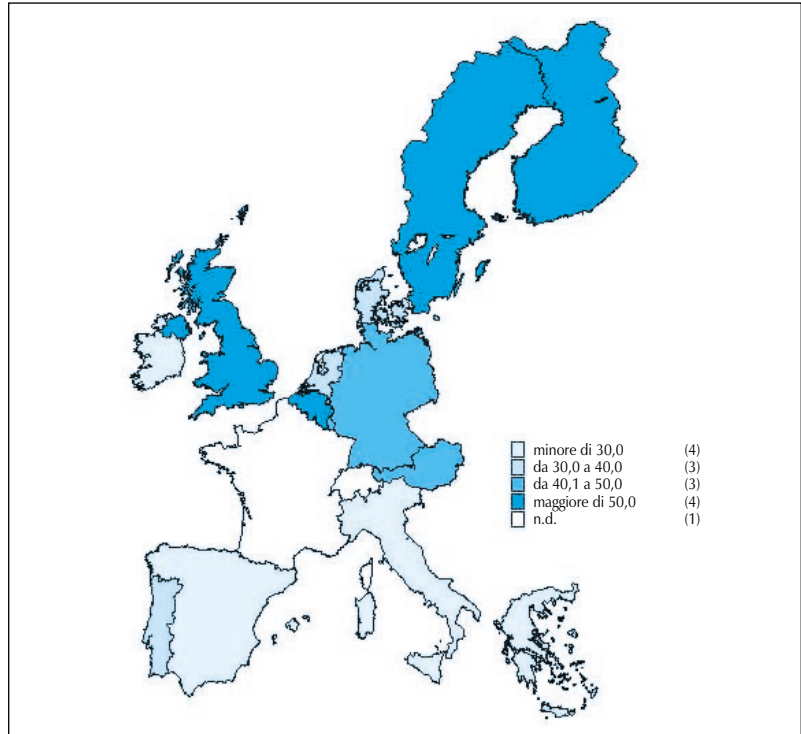 minore di 30,0 (4)
da 30,0 a 40,0 (3)
da 40,1 a 50,0 (3)
maggiore di 50,0 (4)
n.d. (1)